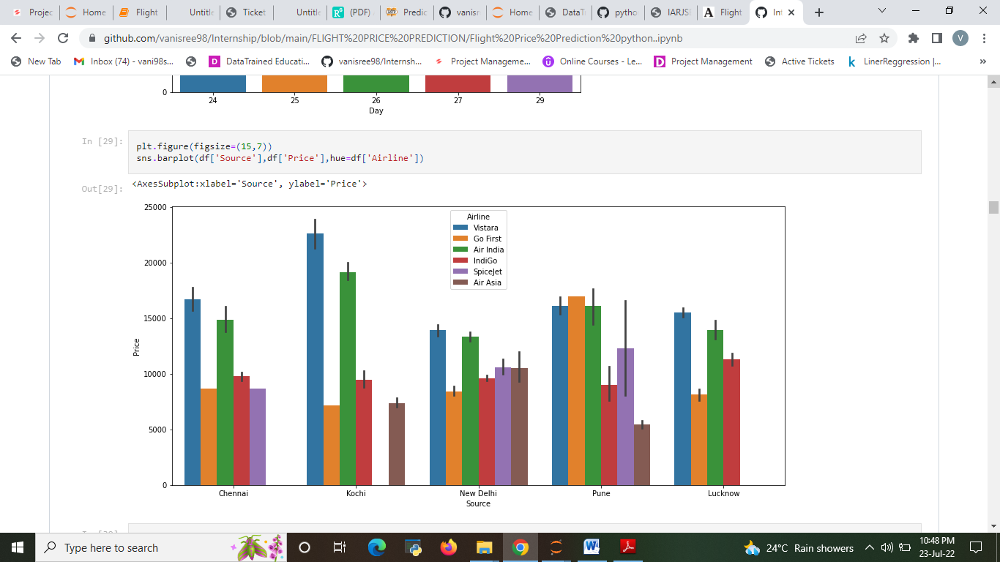 Projec
Home
Flight
Untitle
Ticket
Untitle
(PDF)
Predic
vanisr
Home
DataT
pytho
IARJSI
Flight
Int
github.com/vanisree98/Internship/blob/main/FLIGHT%20PRICE%20PREDICTION/Flight%20Price%20Prediction%20python..ipynb
V
New Tab
Inbox (74) - vani98s...
DataTrained Educati...
vanisree98/Internsh...
Project Manageme...
Online Courses - Le...
Project Management
Active Tickets
LinerReggression |...
»
0
24 25 26 27 29
Day
In [29]:
plt.figure(figsize=(15,7))
sns.barplot(df['Source'],df['Price'],hue=df['Airline'])
Out[29]:
<AxesSubplot:xlabel='Source', ylabel='Price'>
25000
20000
15000
10000
5000
0
Price
Airline
Vistara
Go First
Air India
IndiGo
SpiceJet
Air Asia
Chennai Kochi New Delhi Pune Lucknow
Source
Type here to search
24°C Rain showers
10:48 PM
23-Jul-22